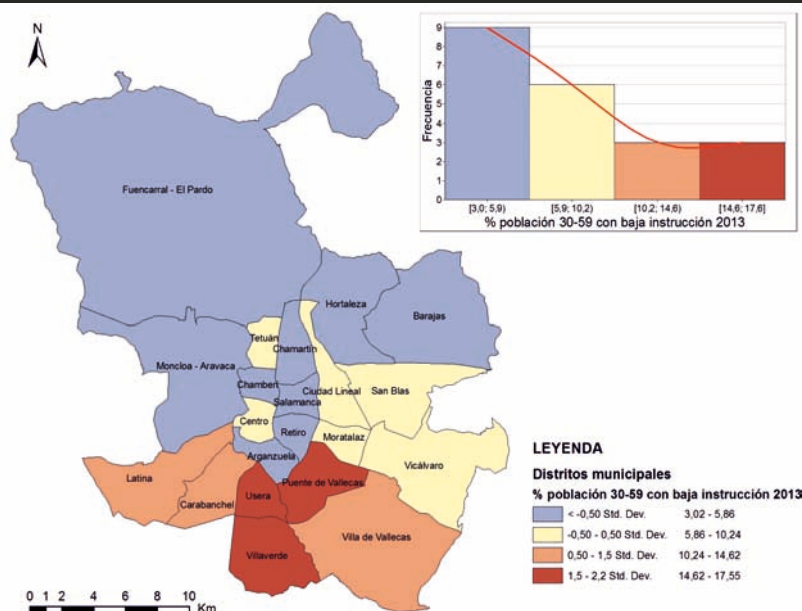 N
Frecuencia
9
8
7
6
5
4
3
2
1
0
[3,0; 5,9)
[5,9; 10,2)
[10,2; 14,6)
[14,6; 17,6]
% población 30-59 con baja instrucción 2013
Fuencarral - El Pardo
Hortaleza
Barajas
Tetuán
Chamartín
Moncloa - Aravaca
Chamberí
Ciudad Lineal
San Blas
Salamanca
Centro
Retiro
Moratalaz
Arganzuela
Vicálvaro
Latina
Carabanchel
Usera
Puente de Vallecas
Villa de Vallecas
Villaverde
LEYENDA
Distritos municipales
% población 30-59 con baja instrucción 2013
< -0,50 Std. Dev. 3,02 - 5,86
-0,50 - 0,50 Std. Dev. 5,86 - 10,24
0,50 - 1,5 Std. Dev. 10,24 - 14,62
1,5 - 2,2 Std. Dev. 14,62 - 17,55
0 1 2 4 6 8 10
Km